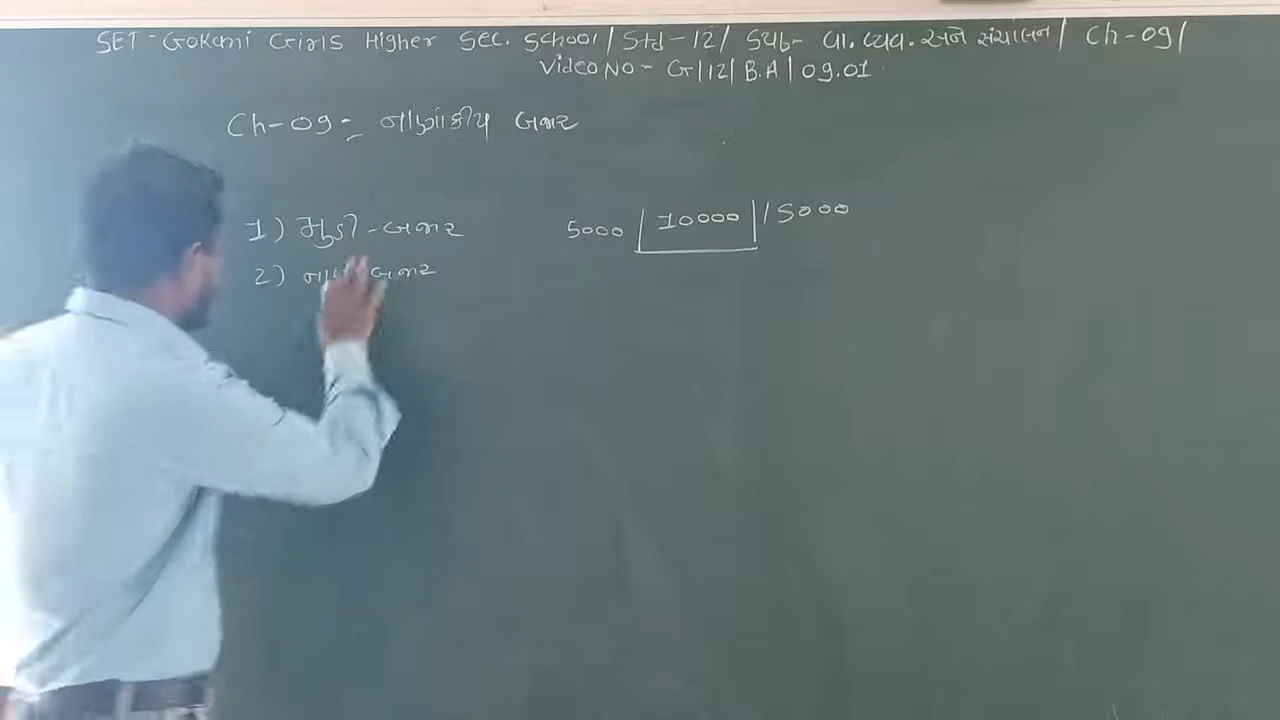 SET - Gokani Girls Higher Sec. School / Std - 12 / Sub - વા. વ્યવ. અને સંચાલન / Ch - 09 /
Video No - G / 12 / B.A / 09.01
Ch - 09 - નાણાંકીય બજાર
1) મૂડી - બજાર
5000 | 10000 | 15000
2) બજાર